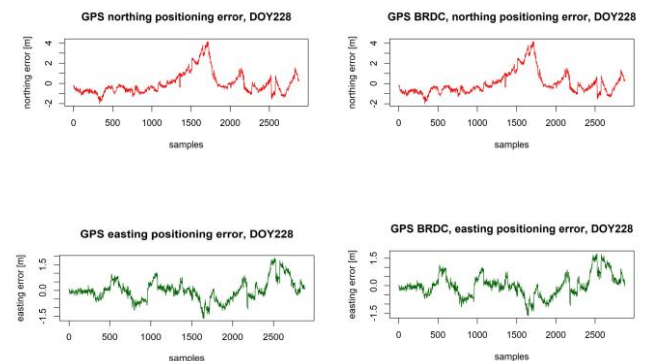 GPS northing positioning error, DOY228
northing error [m]
4
2
0
-2
0 500 1000 1500 2000 2500
samples
GPS BRDC, northing positioning error, DOY228
northing error [m]
4
2
0
-2
0 500 1000 1500 2000 2500
samples
GPS easting positioning error, DOY228
easting error [m]
1.5
0.0
-1.5
0 500 1000 1500 2000 2500
samples
GPS BRDC, easting positioning error, DOY228
easting error [m]
1.5
0.0
-1.5
0 500 1000 1500 2000 2500
samples